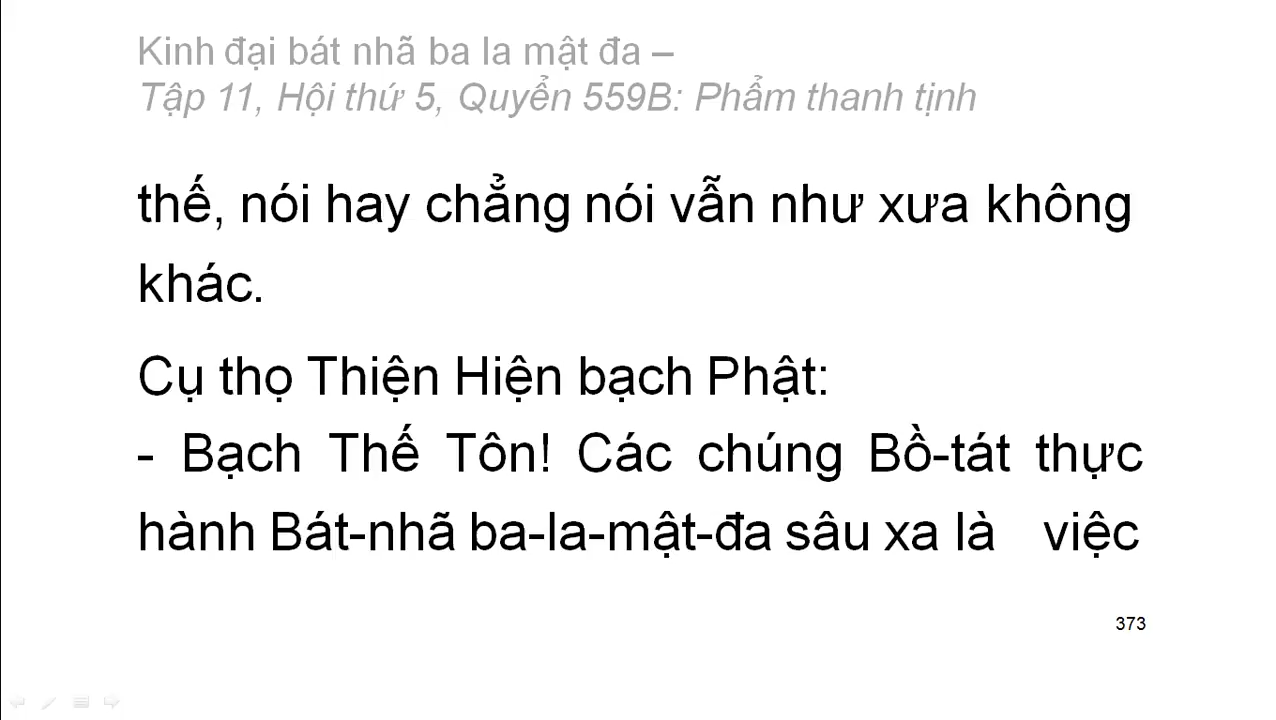 Kinh đại bát nhã ba la mật đa –
Tập 11, Hội thứ 5, Quyển 559B: Phẩm thanh tịnh
thế, nói hay chẳng nói vẫn như xưa không
khác.
Cụ thọ Thiện Hiện bạch Phật:
- Bạch Thế Tôn! Các chúng Bồ-tát thực
hành Bát-nhã ba-la-mật-đa sâu xa là việc
373